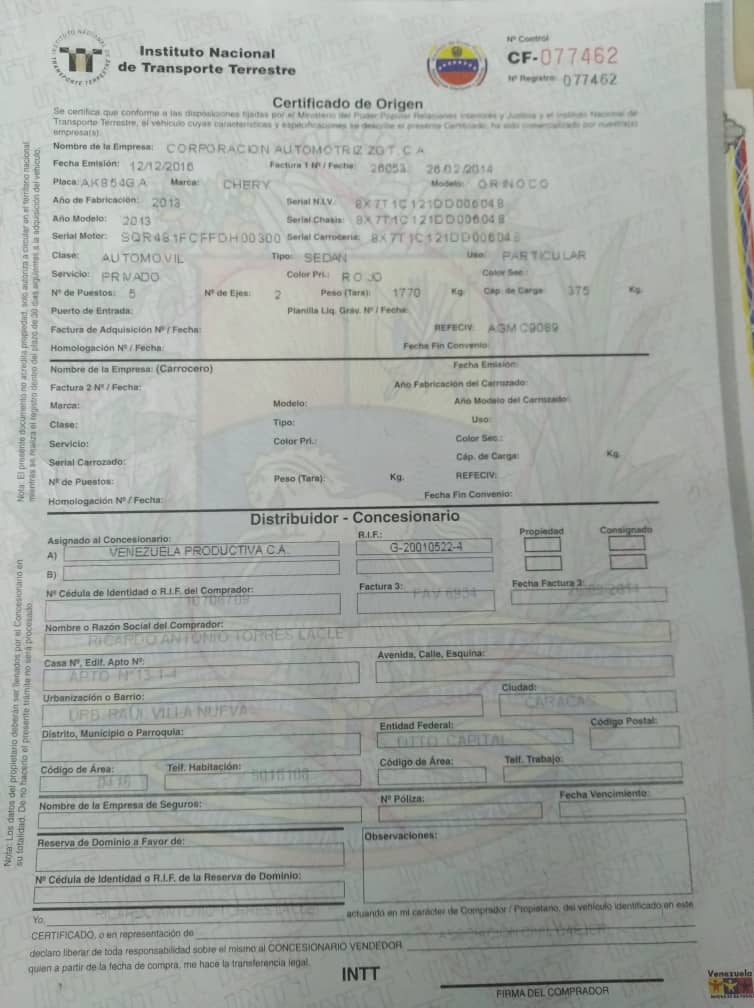 Instituto Nacional
de Transporte Terrestre
Nº Control
CF-077462
Nº Registro: 077462
Certificado de Origen
Se certifica que conforme a las disposiciones fijadas por el Ministerio del Poder Popular Relaciones Interiores y Justicia y el Instituto Nacional de
Transporte Terrestre, el vehículo cuyas características y especificaciones se describe el presente Certificado, ha sido comercializado por nuestra(s)
empresa(s).
Nombre de la Empresa: CORPORACION AUTOMOTRIZ ZGT, C A
Fecha Emisión: 12/12/2016 Factura 1 Nº / Fecha: 26053 26.02/2014
Placa: AK854GA Marca: CHERY Modelo: ORINOCO
Año de Fabricación: 2013 Serial N.I.V. 8X7T1C121DD006048
Año Modelo: 2013 Serial Chasis: 8X7T1C121DD006048
Serial Motor: SQR481FCFFDH00300 Serial Carrocería: 8X7T1C121DD006048
Clase: AUTOMOVIL Tipo: SEDAN Uso: PARTICULAR
Servicio: PRIVADO Color Pri.: ROJO Color Sec.:
Nº de Puestos: 5 Nº de Ejes: 2 Peso (Tara): 1770 Kg. Cáp. de Carga: 375 Kg.
Puerto de Entrada: Planilla Liq. Gráv. Nº / Fecha:
Factura de Adquisición Nº / Fecha: REFECIV: AGMC9089
Homologación Nº / Fecha: Fecha Fin Convenio:
Nombre de la Empresa: (Carrocero) Fecha Emisión:
Factura 2 Nº / Fecha: Año Fabricación del Carrozado:
Marca: Modelo: Año Modelo del Carrozado:
Clase: Tipo: Uso:
Servicio: Color Pri.: Color Sec.:
Serial Carrozado: Cáp. de Carga: Kg.
Nº de Puestos: Peso (Tara): Kg. REFECIV:
Homologación Nº / Fecha: Fecha Fin Convenio:
Distribuidor - Concesionario
Asignado al Concesionario: R.I.F.: Propiedad Consignado
A) VENEZUELA PRODUCTIVA C.A. G-20010522-4
B)
Nº Cédula de Identidad o R.I.F. del Comprador: Factura 3: FAV 6954 Fecha Factura 3:
Nombre o Razón Social del Comprador:
RICARDO ANTONIO TORRES LACLE
Casa Nº, Edif. Apto Nº: Avenida, Calle, Esquina:
APTO Nº13-1-4
Urbanización o Barrio: Ciudad:
URB. RAUL VILLA NUEVA CARACAS
Distrito, Municipio o Parroquia: Entidad Federal: Código Postal:
DTTO. CAPITAL
Código de Área: Telf. Habitación: Código de Área: Telf. Trabajo:
0416 5016106
Nombre de la Empresa de Seguros: Nº Póliza: Fecha Vencimiento:
Reserva de Dominio a Favor de: Observaciones:
Nº Cédula de Identidad o R.I.F. de la Reserva de Dominio:
Yo, actuando en mi carácter de Comprador / Propietario, del vehículo identificado en este
CERTIFICADO, o en representación de
declaro liberar de toda responsabilidad sobre el mismo al CONCESIONARIO VENDEDOR
quien a partir de la fecha de compra, me hace la transferencia legal.
INTT
FIRMA DEL COMPRADOR
Venezuela
Nota: El presente documento no acredita propiedad, solo autoriza a circular en el territorio nacional,
mientras se realiza el registro dentro del plazo de 30 días siguientes a la adquisición del vehículo.
Nota: Los datos del propietario deberán ser llenados por el Concesionario en
su totalidad. De no hacerlo el presente trámite no será procesado